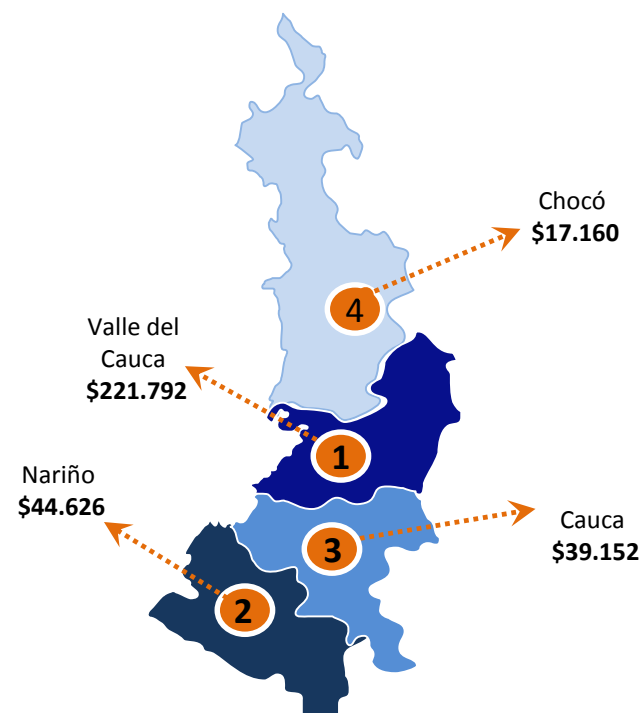 Chocó
$17.160
4
Valle del
Cauca
$221.792
1
Nariño
$44.626
Cauca
$39.152
3
2